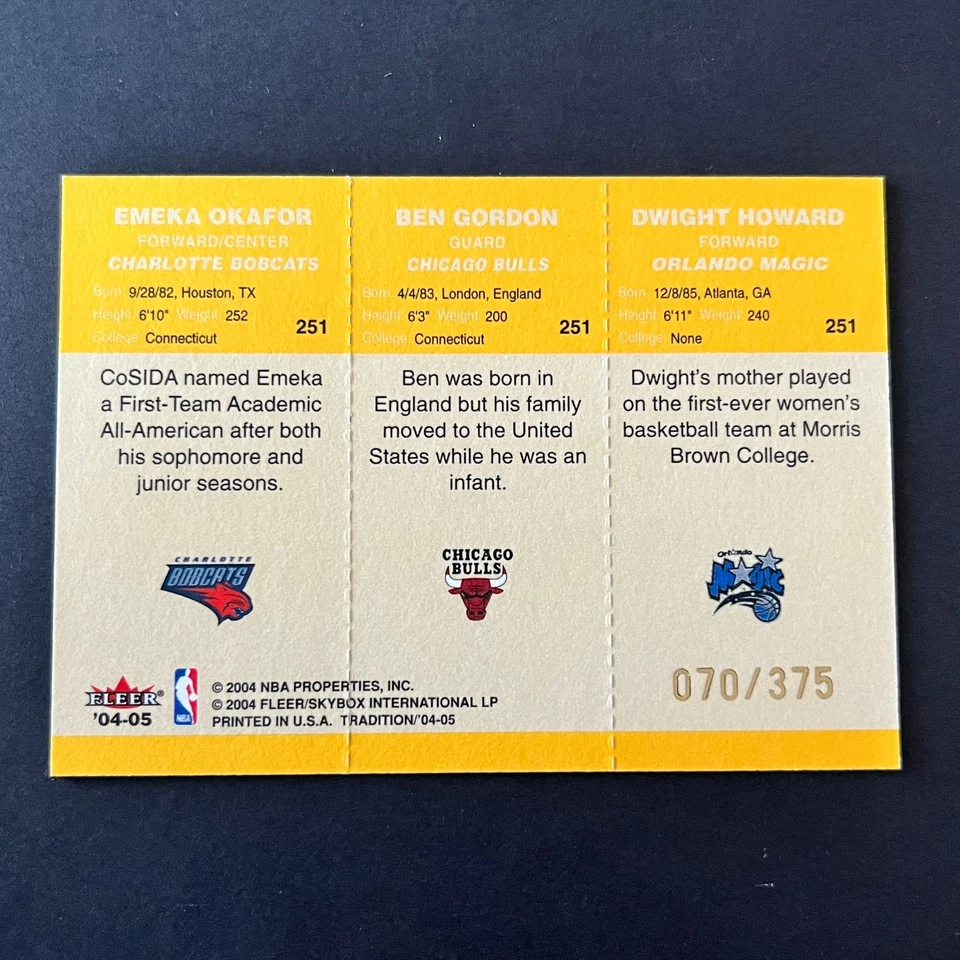 EMEKA OKAFOR
FORWARD/CENTER
CHARLOTTE BOBCATS
Born 9/28/82, Houston, TX
Height 6'10" Weight 252
College Connecticut
251
CoSIDA named Emeka
a First-Team Academic
All-American after both
his sophomore and
junior seasons.
CHARLOTTE
BOBCATS
BEN GORDON
GUARD
CHICAGO BULLS
Born 4/4/83, London, England
Height 6'3" Weight 200
College Connecticut
251
Ben was born in
England but his family
moved to the United
States while he was an
infant.
CHICAGO
BULLS
DWIGHT HOWARD
FORWARD
ORLANDO MAGIC
Born 12/8/85, Atlanta, GA
Height 6'11" Weight 240
College None
251
Dwight's mother played
on the first-ever women's
basketball team at Morris
Brown College.
Orlando
Magic
FLEER®
'04-05
NBA
© 2004 NBA PROPERTIES, INC.
© 2004 FLEER/SKYBOX INTERNATIONAL LP
PRINTED IN U.S.A. TRADITION/'04-05
070/375